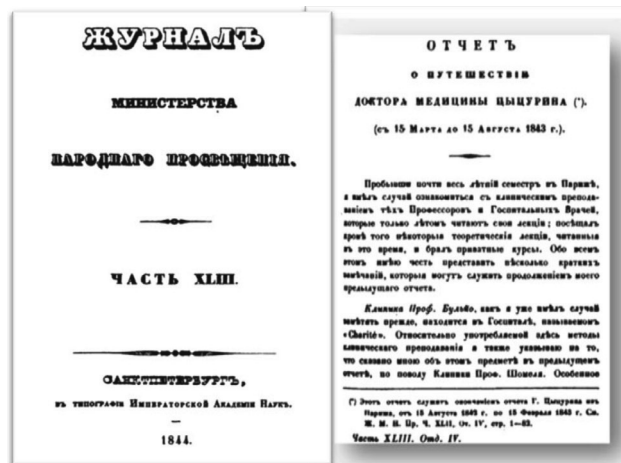 ЖУРНАЛЪ
МИНИСТЕРСТВА
НАРОДНАГО ПРОСВѢЩЕНІЯ.
ЧАСТЬ XLIII.
САНКТПЕТЕРБУРГЪ,
ВЪ ТИПОГРАФІИ ИМПЕРАТОРСКОЙ АКАДЕМІИ НАУКЪ.
1844.
ОТЧЕТЪ
О ПУТЕШЕСТВІИ
ДОКТОРА МЕДИЦИНЫ ЦЫЦУРИНА (*).
(съ 15 Марта до 15 Августа 1843 г.).
Пробывши почти весь лѣтній семестръ въ Парижѣ,
я имѣлъ случай ознакомиться съ клиническимъ препода-
ваніемъ тѣхъ Профессоровъ и Госпитальныхъ Врачей,
которые только лѣтомъ читаютъ свои лекціи; посѣщалъ
кромѣ того нѣкоторыя теоретическія лекціи, читанныя
въ это время, и бралъ приватные курсы. Обо всемъ
этомъ имѣю честь представить нѣсколько краткихъ
замѣчаній, которыя могутъ служить продолженіемъ моего
предыдущаго отчета.
Клиника Проф. Бульйо, какъ я уже имѣлъ случай
замѣтить прежде, находится въ Госпиталѣ, называемомъ
«Charité». Относительно употребляемой здѣсь методы
клиническаго преподаванія я также указываю на то,
что сказано мною объ этомъ предметѣ въ предыдущемъ
отчетѣ, по поводу Клиники Проф. Шомеля. Особенное
(*) Этотъ отчетъ служитъ окончаніемъ отчета Г. Цыцурина изъ
Парижа, отъ 15 Августа 1842 г. по 15 Февраля 1843 г. См.
Ж. М. Н. Пр. Ч. XLII, От. IV, стр. 1—82.
Часть XLIII. Отд. IV.